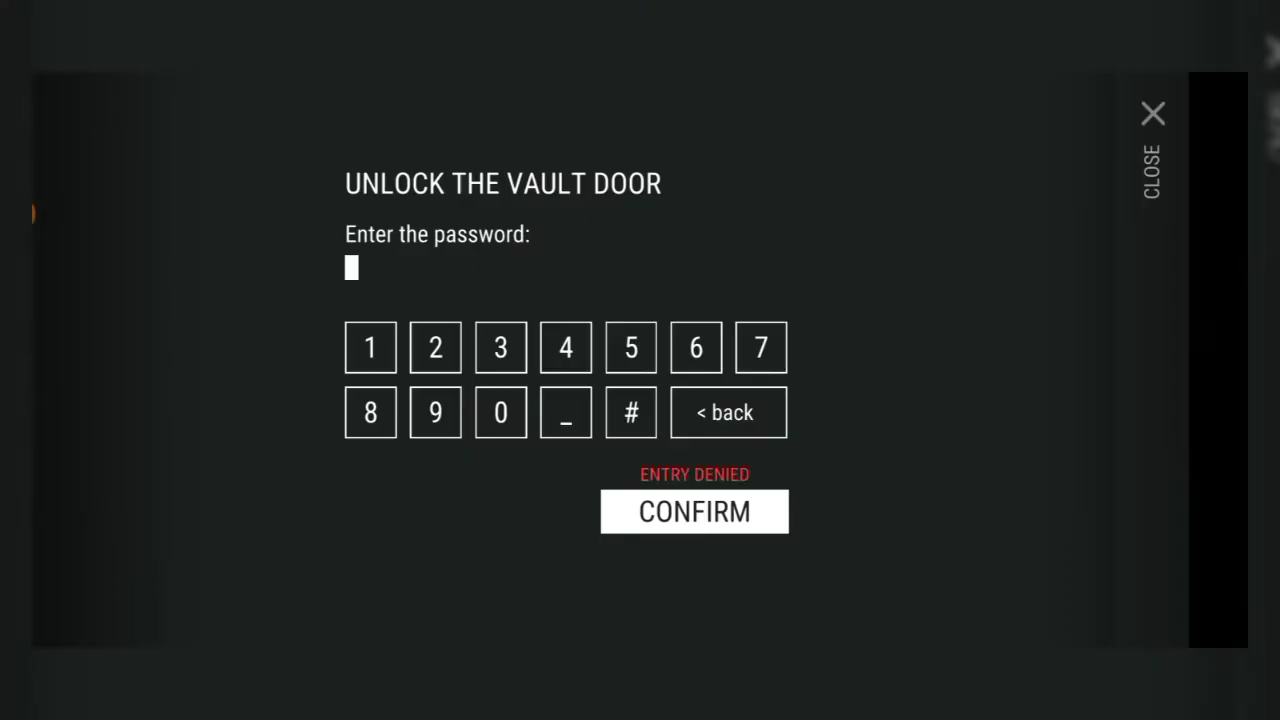 UNLOCK THE VAULT DOOR
Enter the password:
1 2 3 4 5 6 7
8 9 0 _ # < back
ENTRY DENIED
CONFIRM
CLOSE